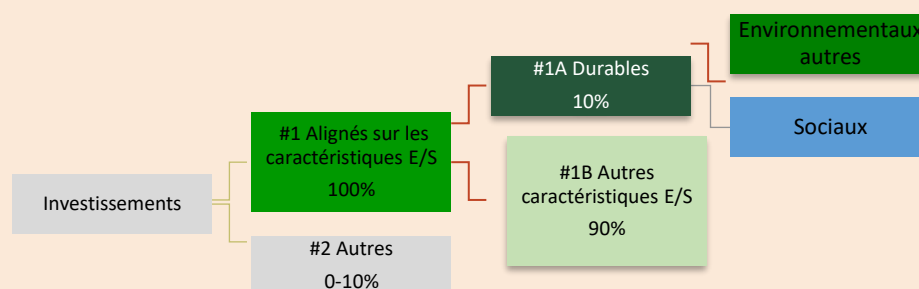 Investissements
#1 Alignés sur les
caractéristiques E/S
100%
#2 Autres
0-10%
#1A Durables
10%
#1B Autres
caractéristiques E/S
90%
Environnementaux
autres
Sociaux